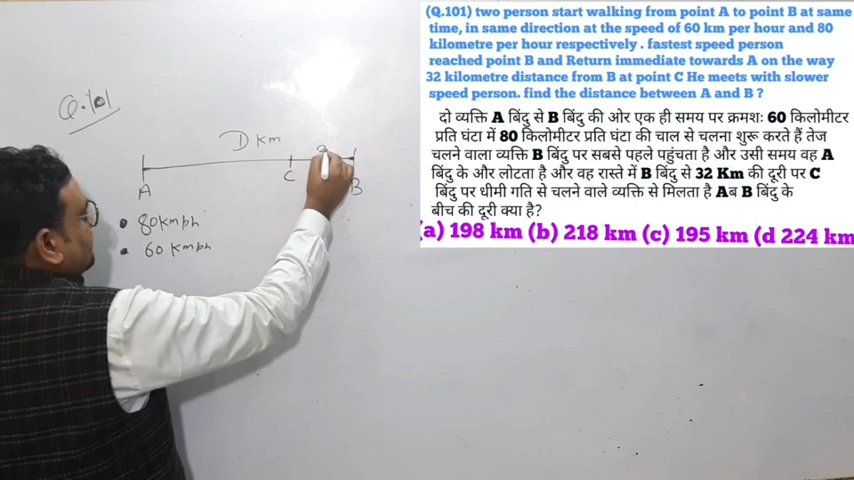 (Q.101) two person start walking from point A to point B at same
time, in same direction at the speed of 60 km per hour and 80
kilometre per hour respectively . fastest speed person
reached point B and Return immediate towards A on the way
32 kilometre distance from B at point C He meets with slower
speed person. find the distance between A and B ?
दो व्यक्ति A बिंदु से B बिंदु की ओर एक ही समय पर क्रमशः 60 किलोमीटर
प्रति घंटा में 80 किलोमीटर प्रति घंटा की चाल से चलना शुरू करते हैं तेज
चलने वाला व्यक्ति B बिंदु पर सबसे पहले पहुंचता है और उसी समय वह A
बिंदु के और लोटता है और वह रास्ते में B बिंदु से 32 Km की दूरी पर C
बिंदु पर धीमी गति से चलने वाले व्यक्ति से मिलता है Aब B बिंदु के
बीच की दूरी क्या है?
(a) 198 km (b) 218 km (c) 195 km (d 224 km
Q.101
D Km
A C B
80 kmph
60 kmph